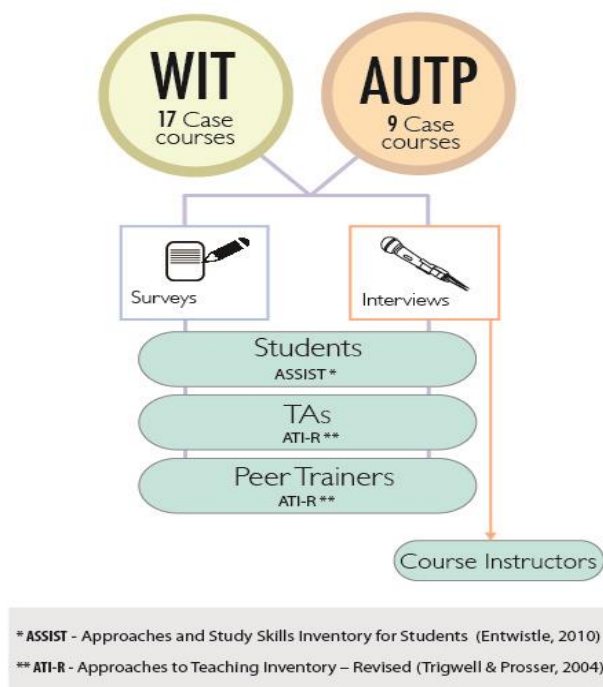 WIT
17 Case
courses
AUTP
9 Case
courses
Surveys
Interviews
Students
ASSIST *
TAs
ATI-R **
Peer Trainers
ATI-R **
Course Instructors
* ASSIST - Approaches and Study Skills Inventory for Students (Entwistle, 2010)
** ATI-R - Approaches to Teaching Inventory – Revised (Trigwell & Prosser, 2004)